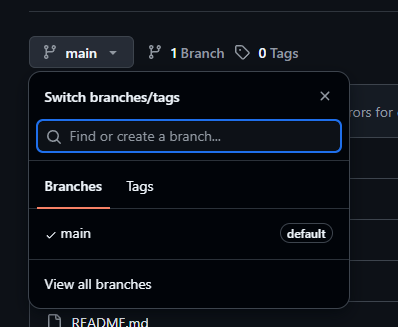 main 1 Branch 0 Tags
Switch branches/tags
rors for
Find or create a branch...
Branches Tags
main default
View all branches
README.md